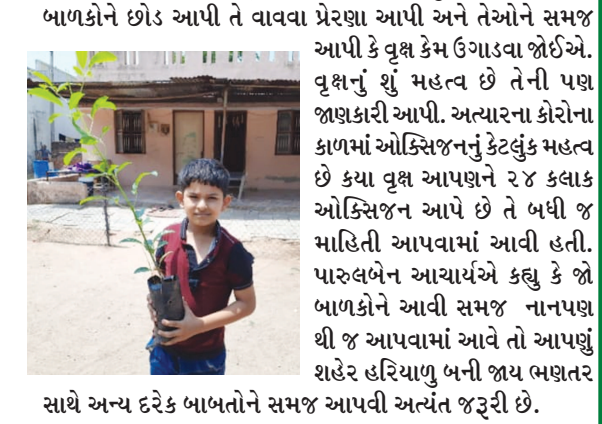 બાળકોને છોડ આપી તે વાવવા પ્રેરણા આપી અને તેઓને સમજ
આપી કે વૃક્ષ કેમ ઉગાડવા જોઈએ.
વૃક્ષનું શું મહત્વ છે તેની પણ
જાણકારી આપી. અત્યારના કોરોના
કાળમાં ઓક્સિજનનું કેટલુંક મહત્વ
છે કયા વૃક્ષ આપણને ૨૪ કલાક
ઓક્સિજન આપે છે તે બધી જ
માહિતી આપવામાં આવી હતી.
પારુલબેન આચાર્યએ કહ્યુ કે જો
બાળકોને આવી સમજ નાનપણ
થી જ આપવામાં આવે તો આપણું
શહેર હરિયાળુ બની જાય ભણતર
સાથે અન્ય દરેક બાબતોને સમજ આપવી અત્યંત જરૂરી છે.